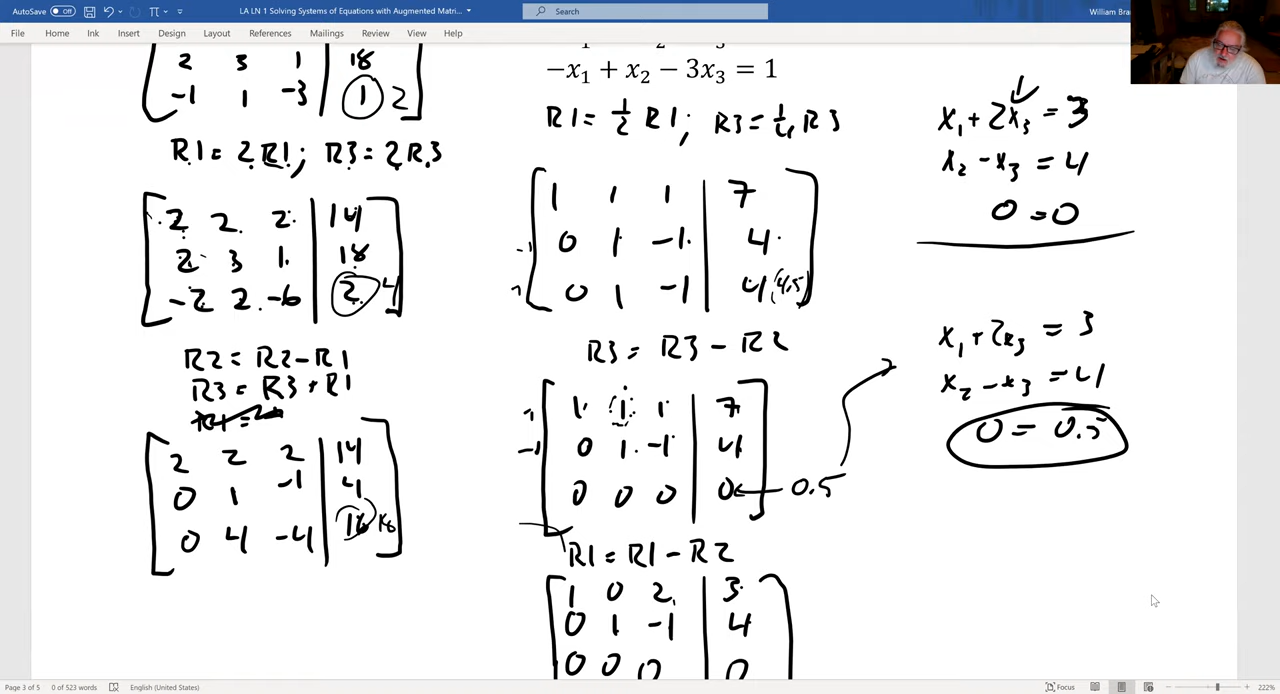 AutoSave Off LA LN 1 Solving Systems of Equations with Augmented Matri... Search William Bra
File Home Ink Insert Design Layout References Mailings Review View Help
2 3 1 18
-1 1 -3 1 2
R1 = 2R1; R3 = 2R3
2 2 2 14
2 3 1 18
-2 2 -6 2 4
R2 = R2 - R1
R3 = R3 + R1
2 2 2 14
0 1 -1 4
0 4 -4 16 18
−x₁ + x₂ − 3x₃ = 1
R1 = ½ R1; R3 = ¼ R3
1 1 1 7
0 1 -1 4
0 1 -1 4 (4.5)
R3 = R3 - R2
1 1 1 7
0 1 -1 4
0 0 0 0 ← 0.5
R1 = R1 - R2
1 0 2 3
0 1 -1 4
0 0 0 0
x₁ + 2x₃ = 3
x₂ - x₃ = 4
0 = 0
x₁ + 2x₃ = 3
x₂ - x₃ = 4
0 = 0.5
Page 3 of 5 0 of 523 words English (United States) Focus 222%